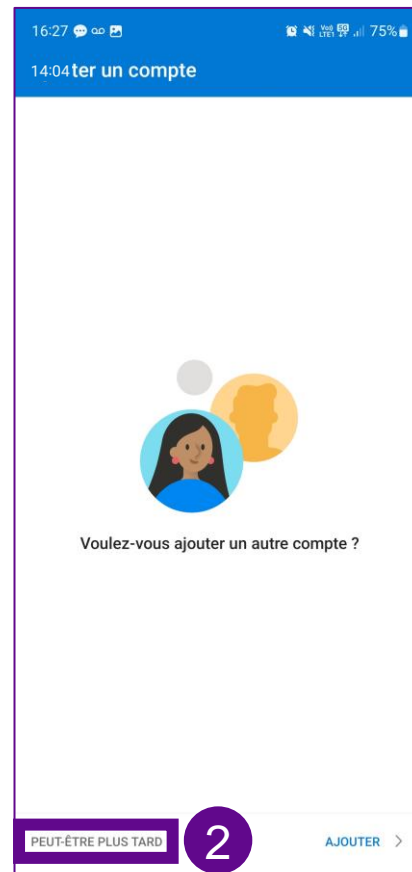 16:27 75%
14:04 ter un compte
Voulez-vous ajouter un autre compte ?
PEUT-ÊTRE PLUS TARD 2 AJOUTER